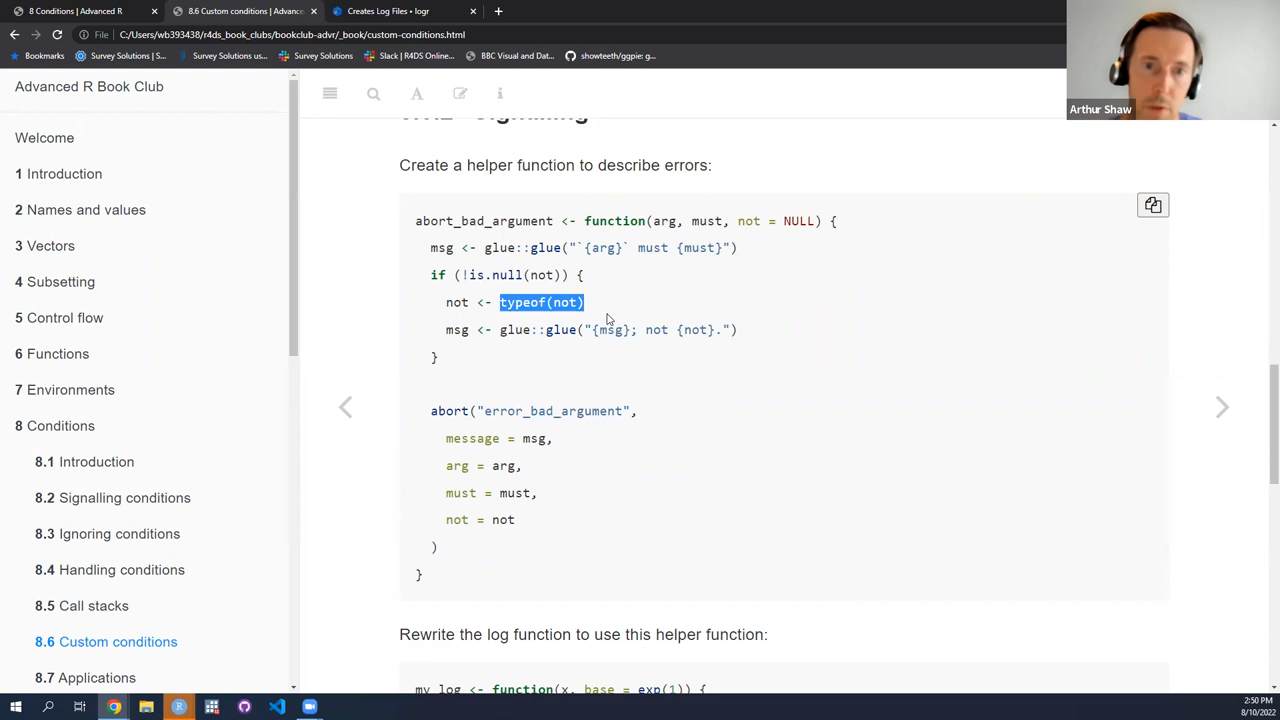 8 Conditions | Advanced R
8.6 Custom conditions | Advance
Creates Log Files • logr
File
C:/Users/wb393438/r4ds_book_clubs/bookclub-advr/_book/custom-conditions.html
Bookmarks
Survey Solutions |...
Survey Solutions us...
Survey Solutions
Slack | R4DS Online...
BBC Visual and Dat...
showteeth/ggpie: g...
Arthur Shaw
Advanced R Book Club
Welcome
1 Introduction
2 Names and values
3 Vectors
4 Subsetting
5 Control flow
6 Functions
7 Environments
8 Conditions
8.1 Introduction
8.2 Signalling conditions
8.3 Ignoring conditions
8.4 Handling conditions
8.5 Call stacks
8.6 Custom conditions
8.7 Applications
Create a helper function to describe errors:
abort_bad_argument <- function(arg, must, not = NULL) {
msg <- glue::glue("`{arg}` must {must}")
if (!is.null(not)) {
not <- typeof(not)
msg <- glue::glue("{msg}; not {not}.")
}
abort("error_bad_argument",
message = msg,
arg = arg,
must = must,
not = not
)
}
Rewrite the log function to use this helper function:
my_log <- function(x, base = exp(1)) {
2:50 PM
8/10/2022